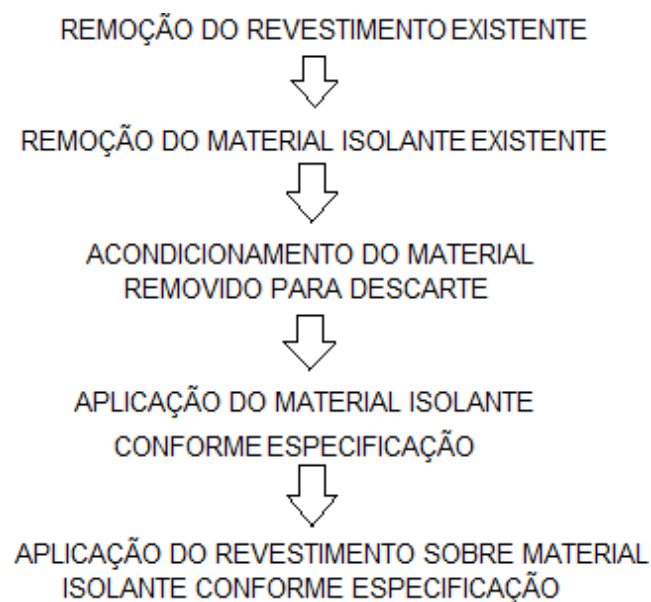 REMOÇÃO DO REVESTIMENTO EXISTENTE
REMOÇÃO DO MATERIAL ISOLANTE EXISTENTE
ACONDICIONAMENTO DO MATERIAL
REMOVIDO PARA DESCARTE
APLICAÇÃO DO MATERIAL ISOLANTE
CONFORME ESPECIFICAÇÃO
APLICAÇÃO DO REVESTIMENTO SOBRE MATERIAL
ISOLANTE CONFORME ESPECIFICAÇÃO